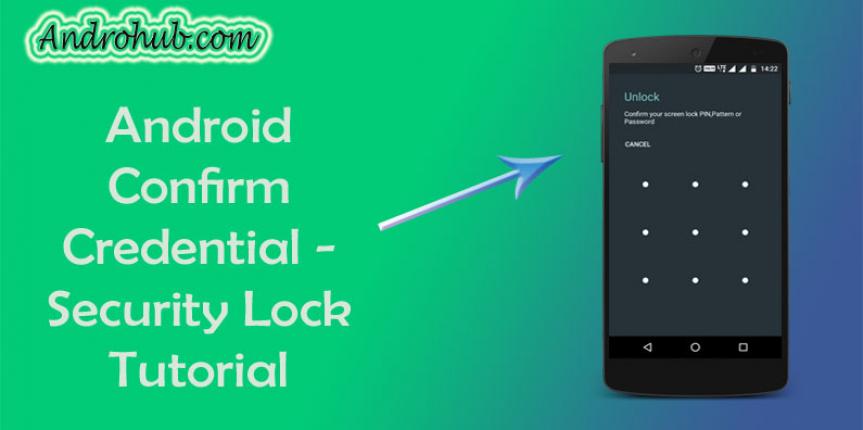 Androhub.com
Android
Confirm
Credential -
Security Lock
Tutorial
14:22
Unlock
Confirm your screen lock PIN,Pattern or
Password
CANCEL